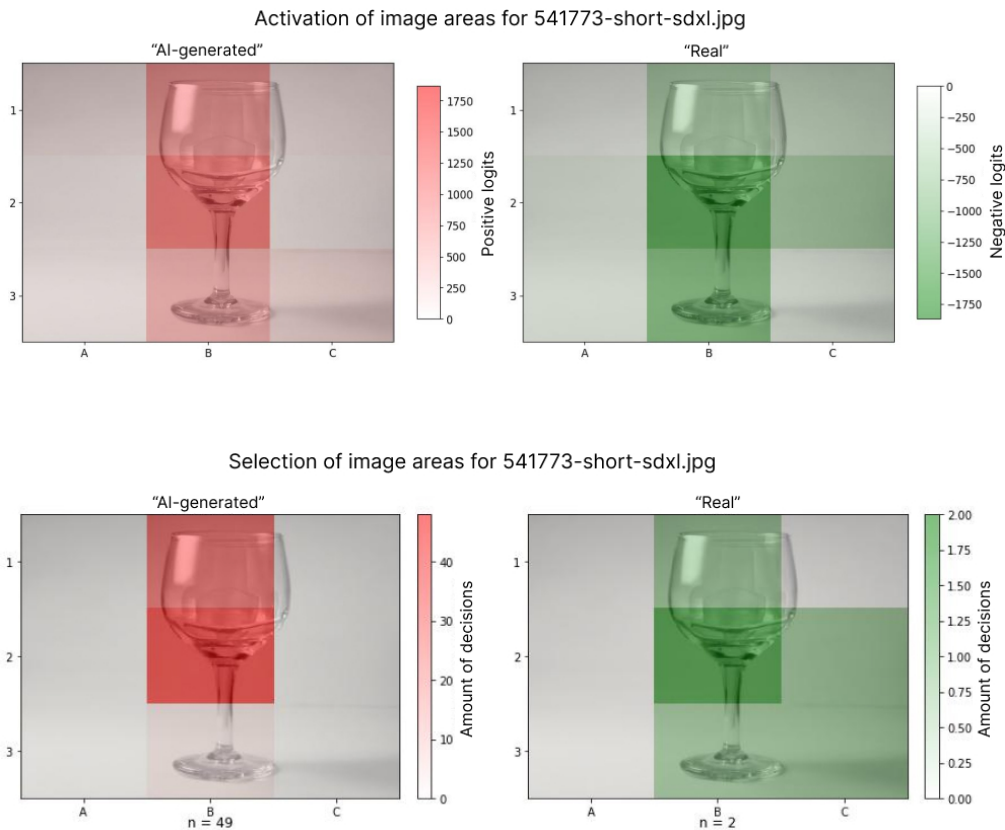 Activation of image areas for 541773-short-sdxl.jpg
“AI-generated”
“Real”
1
2
3
A
B
C
1750
1500
1250
1000
750
500
250
0
Positive logits
1
2
3
A
B
C
0
−250
−500
−750
−1000
−1250
−1500
−1750
Negative logits
Selection of image areas for 541773-short-sdxl.jpg
“AI-generated”
“Real”
1
2
3
A
B
C
n = 49
40
30
20
10
0
Amount of decisions
1
2
3
A
B
C
n = 2
2.00
1.75
1.50
1.25
1.00
0.75
0.50
0.25
0.00
Amount of decisions